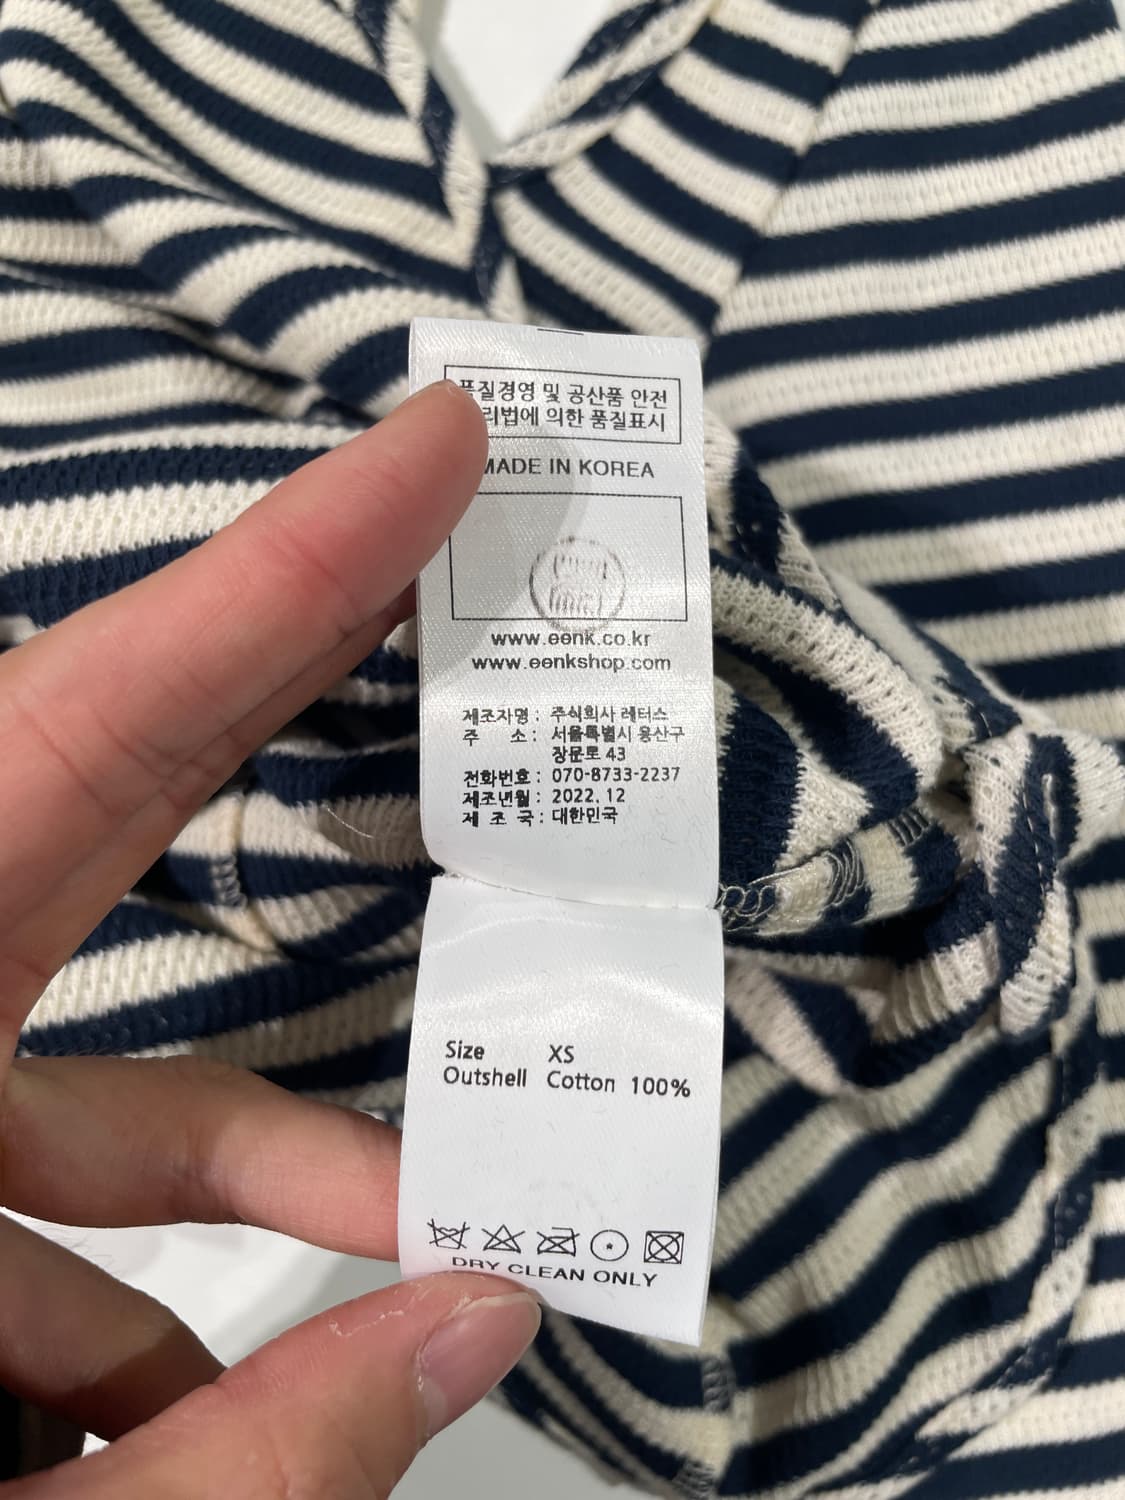 품질경영 및 공산품 안전
리법에 의한 품질표시
MADE IN KOREA
www.eenk.co.kr
www.eenkshop.com
제조자명 : 주식회사 레터스
주 소 : 서울특별시 용산구
장문로 43
전화번호 : 070-8733-2237
제조년월 : 2022. 12
제 조 국 : 대한민국
Size XS
Outshell Cotton 100%
DRY CLEAN ONLY